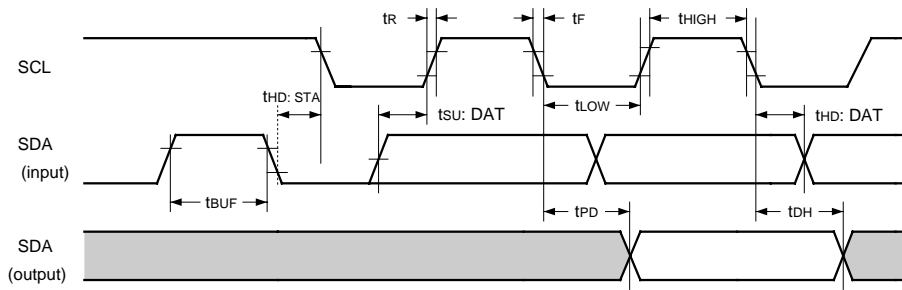 tR tF tHIGH
SCL
tHD: STA tSU: DAT tLOW tHD: DAT
SDA
(input)
tBUF
tPD tDH
SDA
(output)